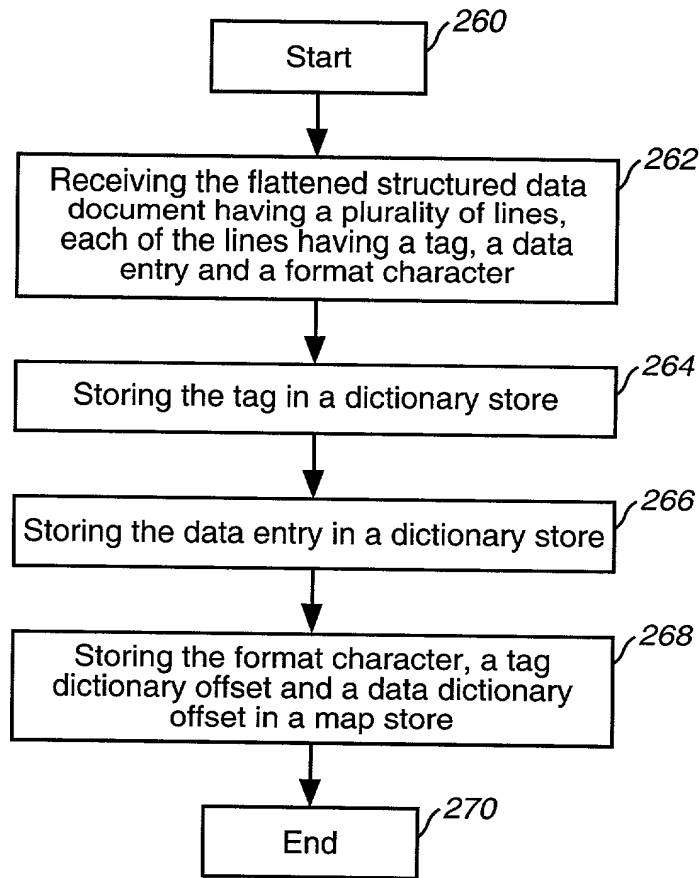 260
Start
262
Receiving the flattened structured data
document having a plurality of lines,
each of the lines having a tag, a data
entry and a format character
264
Storing the tag in a dictionary store
266
Storing the data entry in a dictionary store
268
Storing the format character, a tag
dictionary offset and a data dictionary
offset in a map store
270
End